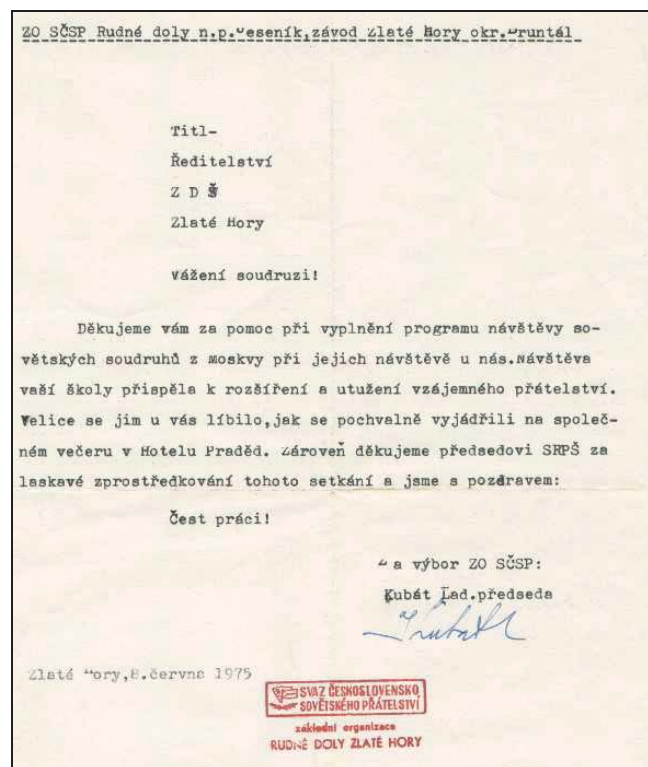 ZO SČSP Rudné doly n.p.Jeseník,závod Zlaté Hory okr.Bruntál
Titl-
Ředitelství
Z D Š
Zlaté Hory
Vážení soudruzi!
Děkujeme vám za pomoc při vyplnění programu návštěvy so-
větských soudruhů z Moskvy při jejich návštěvě u nás.Návštěva
vaší školy přispěla k rozšíření a utužení vzájemného přátelství.
Velice se jim u vás líbilo,jak se pochvalně vyjádřili na společ-
ném večeru v Hotelu Praděd. Zároveň děkujeme předsedovi SRPŠ za
laskavé zprostředkování tohoto setkání a jsme s pozdravem:
Čest práci!
Za výbor ZO SČSP:
Kubát Lad.předseda
Kubát
Zlaté Hory,8.června 1975
SVAZ ČESKOSLOVENSKO
SOVĚTSKÉHO PŘÁTELSTVÍ
základní organizace
RUDNÉ DOLY ZLATÉ HORY